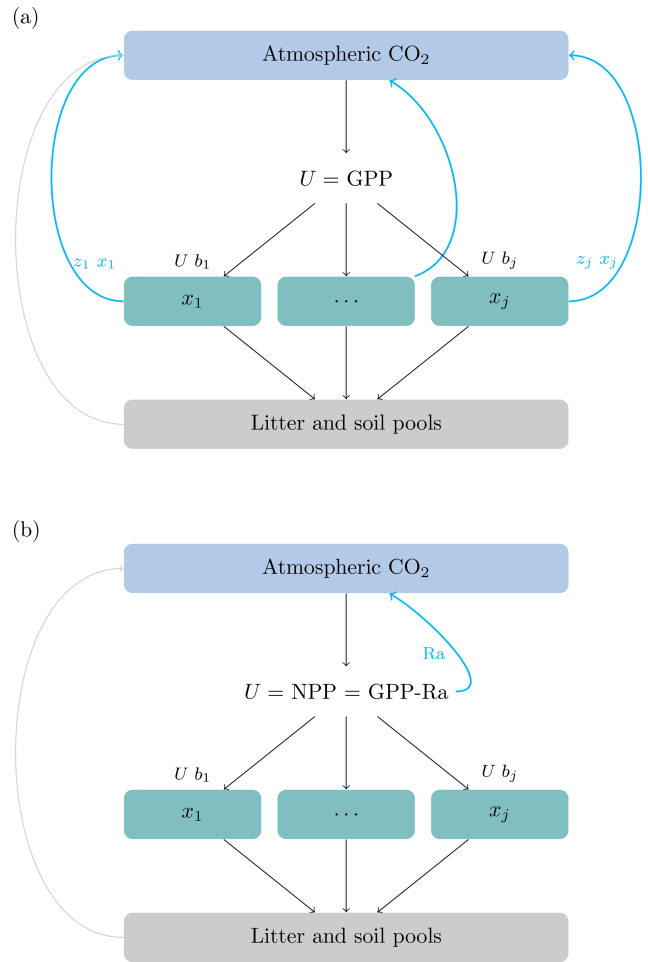 (a)
Atmospheric CO₂
U = GPP
z₁ x₁
U b₁
U bⱼ
zⱼ xⱼ
x₁
...
xⱼ
Litter and soil pools
(b)
Atmospheric CO₂
Ra
U = NPP = GPP-Ra
U b₁
U bⱼ
x₁
...
xⱼ
Litter and soil pools